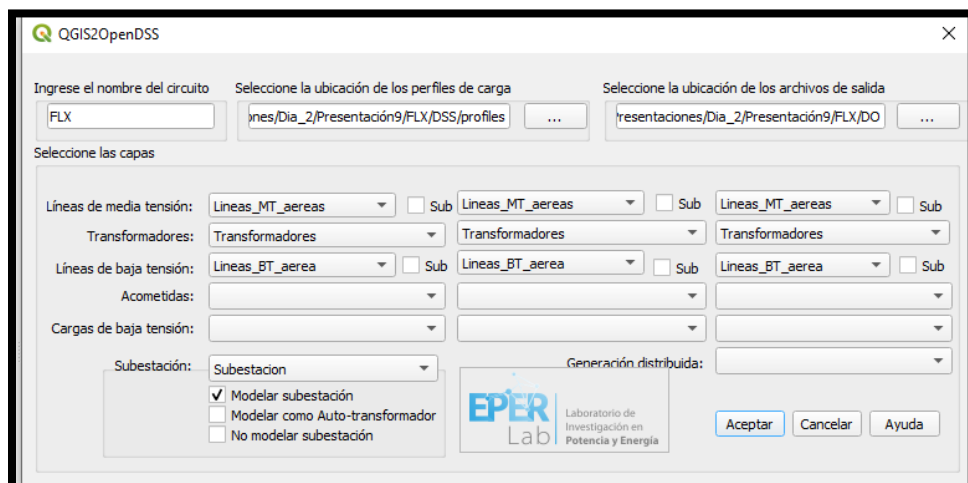 QGIS2OpenDSS
Ingrese el nombre del circuito Seleccione la ubicación de los perfiles de carga Seleccione la ubicación de los archivos de salida
FLX ones/Dia_2/Presentación9/FLX/DSS/profiles ... resentaciones/Dia_2/Presentación9/FLX/DO ...
Seleccione las capas
Líneas de media tensión: Lineas_MT_aereas Sub Lineas_MT_aereas Sub Lineas_MT_aereas Sub
Transformadores: Transformadores Transformadores Transformadores
Líneas de baja tensión: Lineas_BT_aerea Sub Lineas_BT_aerea Sub Lineas_BT_aerea Sub
Acometidas:
Cargas de baja tensión:
Subestación: Subestacion Generación distribuida:
Modelar subestación
Modelar como Auto-transformador
No modelar subestación
EPER Lab
Laboratorio de
Investigación en
Potencia y Energía
Aceptar Cancelar Ayuda